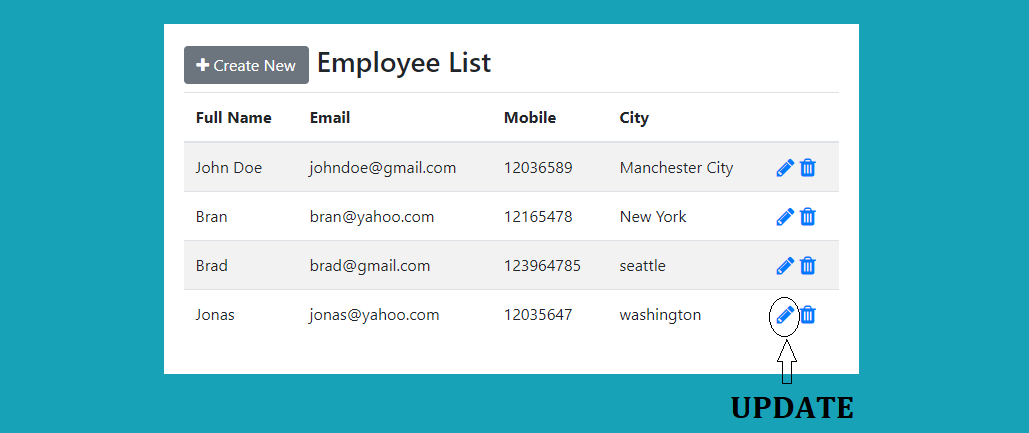 Create New Employee List
Full Name Email Mobile City
John Doe johndoe@gmail.com 12036589 Manchester City
Bran bran@yahoo.com 12165478 New York
Brad brad@gmail.com 123964785 seattle
Jonas jonas@yahoo.com 12035647 washington
UPDATE